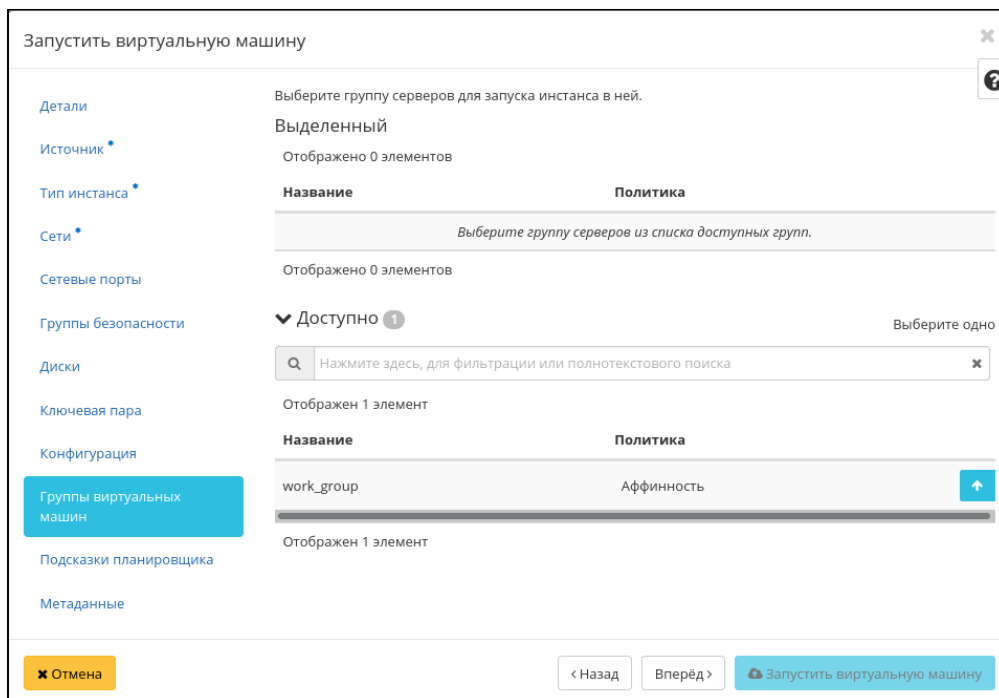 Запустить виртуальную машину
Детали
Источник *
Тип инстанса *
Сети *
Сетевые порты
Группы безопасности
Диски
Ключевая пара
Конфигурация
Группы виртуальных
машин
Подсказки планировщика
Метаданные
Выберите группу серверов для запуска инстанса в ней.
Выделенный
Отображено 0 элементов
Название Политика
Выберите группу серверов из списка доступных групп.
Отображено 0 элементов
Доступно 1
Выберите одно
Нажмите здесь, для фильтрации или полнотекстового поиска
Отображен 1 элемент
Название Политика
work_group Аффинность
Отображен 1 элемент
Отмена
< Назад
Вперёд >
Запустить виртуальную машину